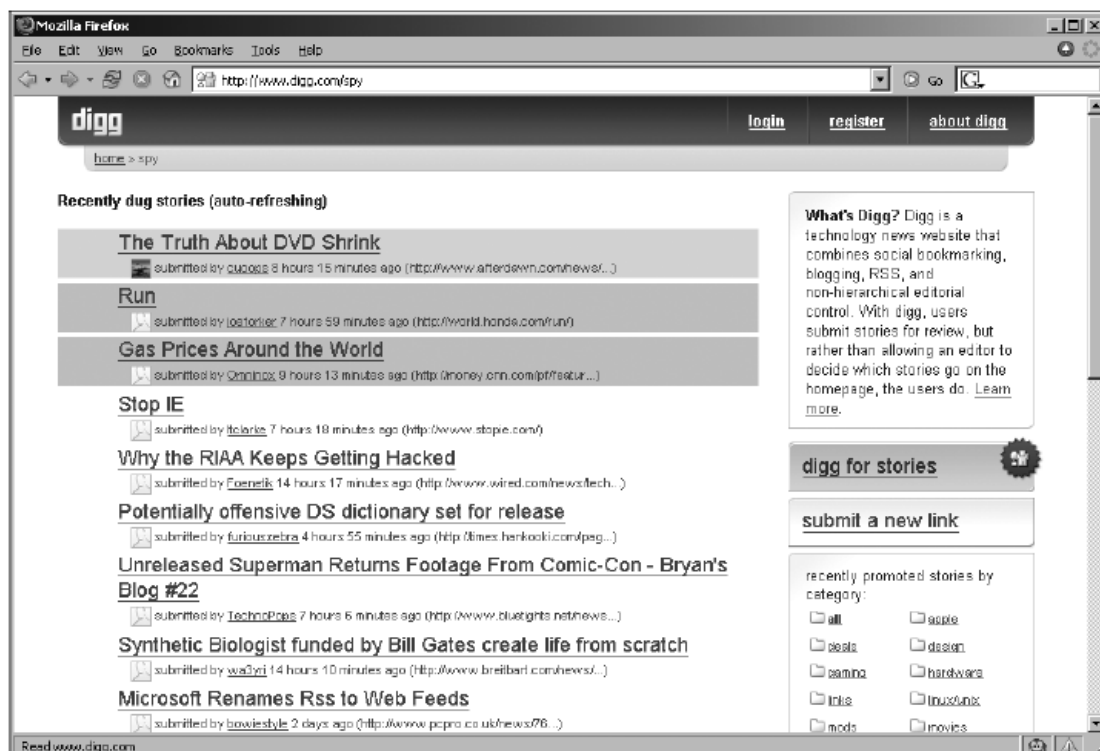 Mozilla Firefox
File Edit View Go Bookmarks Tools Help
http://www.digg.com/spy
Go
G
digg
login register about digg
home » spy
Recently dug stories (auto-refreshing)
The Truth About DVD Shrink
submitted by 8 hours 15 minutes ago (http://www.afterdawn.com/news/...)
Run
submitted by 7 hours 59 minutes ago (http://world.honda.com/run/)
Gas Prices Around the World
submitted by Omninox 9 hours 13 minutes ago (http://money.cnn.com/pf/featur...)
Stop IE
submitted by 7 hours 18 minutes ago (http://www.stopie.com/)
Why the RIAA Keeps Getting Hacked
submitted by Foenetik 14 hours 17 minutes ago (http://www.wired.com/news/tech...)
Potentially offensive DS dictionary set for release
submitted by furiouszebra 4 hours 55 minutes ago (http://times.hankooki.com/pag...)
Unreleased Superman Returns Footage From Comic-Con - Bryan's
Blog #22
submitted by TechnoPops 7 hours 6 minutes ago (http://www.bluetights.net/news...)
Synthetic Biologist funded by Bill Gates create life from scratch
submitted by wa3yri 14 hours 10 minutes ago (http://www.breitbart.com/news/...)
Microsoft Renames Rss to Web Feeds
submitted by bowiestyle 2 days ago (http://www.pcpro.co.uk/news/76...)
What's Digg? Digg is a
technology news website that
combines social bookmarking,
blogging, RSS, and
non-hierarchical editorial
control. With digg, users
submit stories for review, but
rather than allowing an editor to
decide which stories go on the
homepage, the users do. Learn
more.
digg for stories
submit a new link
recently promoted stories by
category:
all apple
deals design
gaming hardware
links linux/unix
mods movies
Read www.digg.com